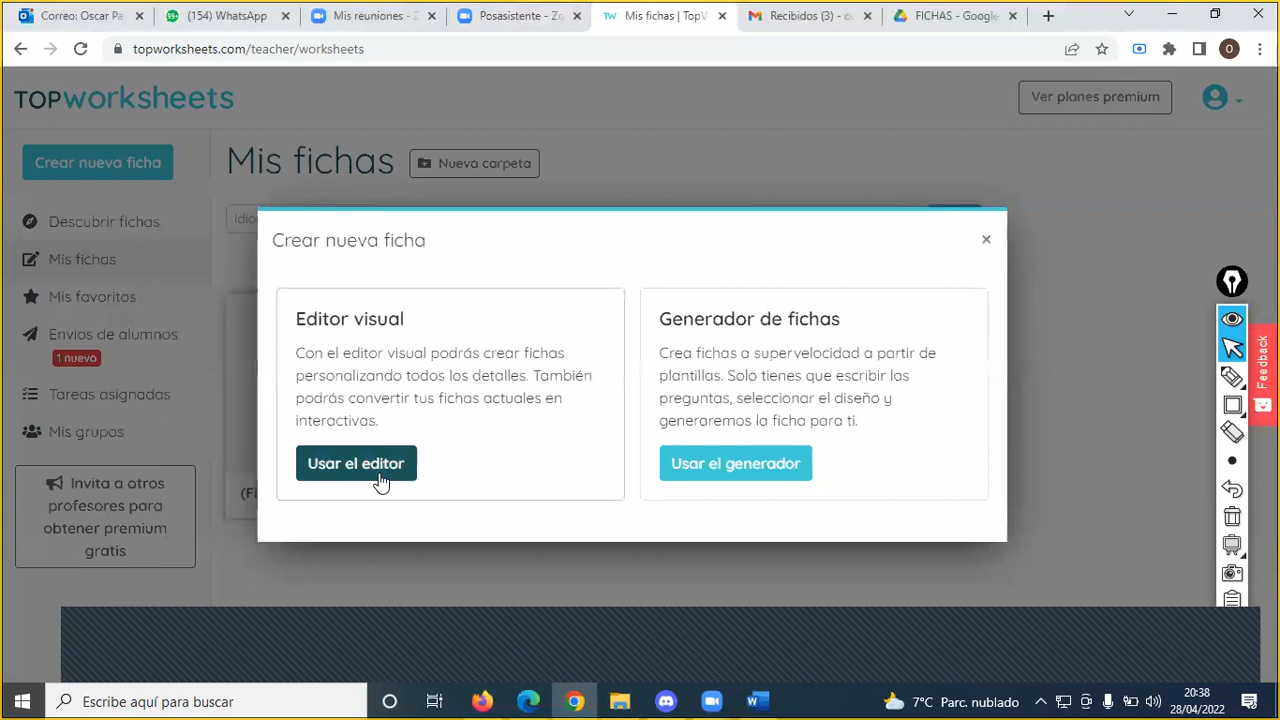 Correo: Oscar Pa
(154) WhatsApp
Mis reuniones - Z
Posasistente - Zo
Mis fichas | TopW
Recibidos (3) - o
FICHAS - Google
topworksheets.com/teacher/worksheets
TOPworksheets
Ver planes premium
Crear nueva ficha
Mis fichas
Nueva carpeta
Idio
Descubrir fichas
Mis fichas
Mis favoritos
Envíos de alumnos
1 nuevo
Tareas asignadas
Mis grupos
Invita a otros
profesores para
obtener premium
gratis
(Fi
Crear nueva ficha
×
Editor visual
Con el editor visual podrás crear fichas
personalizando todos los detalles. También
podrás convertir tus fichas actuales en
interactivas.
Usar el editor
Generador de fichas
Crea fichas a supervelocidad a partir de
plantillas. Solo tienes que escribir las
preguntas, seleccionar el diseño y
generaremos la ficha para ti.
Usar el generador
Feedback
Escribe aquí para buscar
7°C Parc. nublado
20:38
28/04/2022